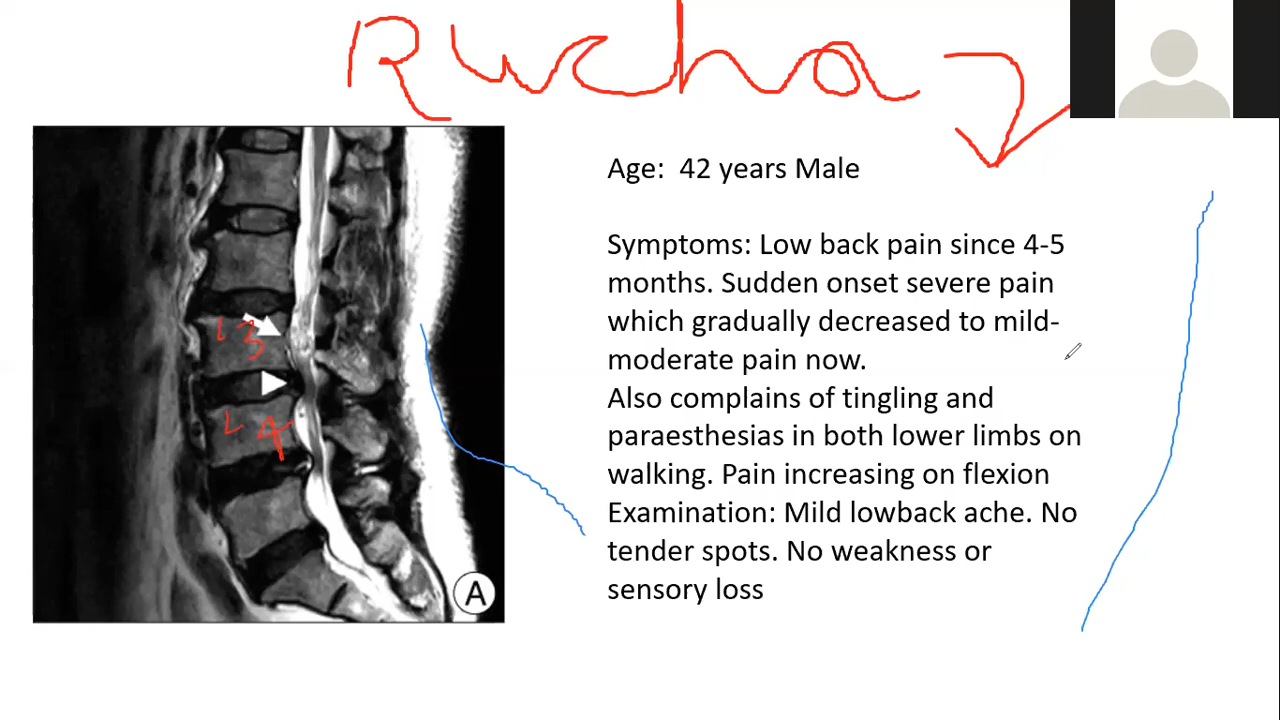 Rucha
Age: 42 years Male
Symptoms: Low back pain since 4-5
months. Sudden onset severe pain
which gradually decreased to mild-
moderate pain now.
Also complains of tingling and
paraesthesias in both lower limbs on
walking. Pain increasing on flexion
Examination: Mild lowback ache. No
tender spots. No weakness or
sensory loss
L3
L4
A